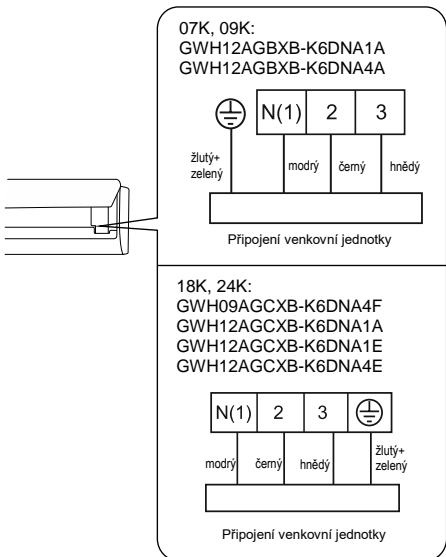 07K, 09K:
GWH12AGBXB-K6DNA1A
GWH12AGBXB-K6DNA4A
N(1) 2 3
žlutý+
zelený
modrý černý hnědý
Připojení venkovní jednotky
18K, 24K:
GWH09AGCXB-K6DNA4F
GWH12AGCXB-K6DNA1A
GWH12AGCXB-K6DNA1E
GWH12AGCXB-K6DNA4E
N(1) 2 3
modrý černý hnědý žlutý+
zelený
Připojení venkovní jednotky